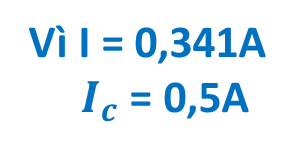 Vì I = 0,341A
I_c = 0,5A